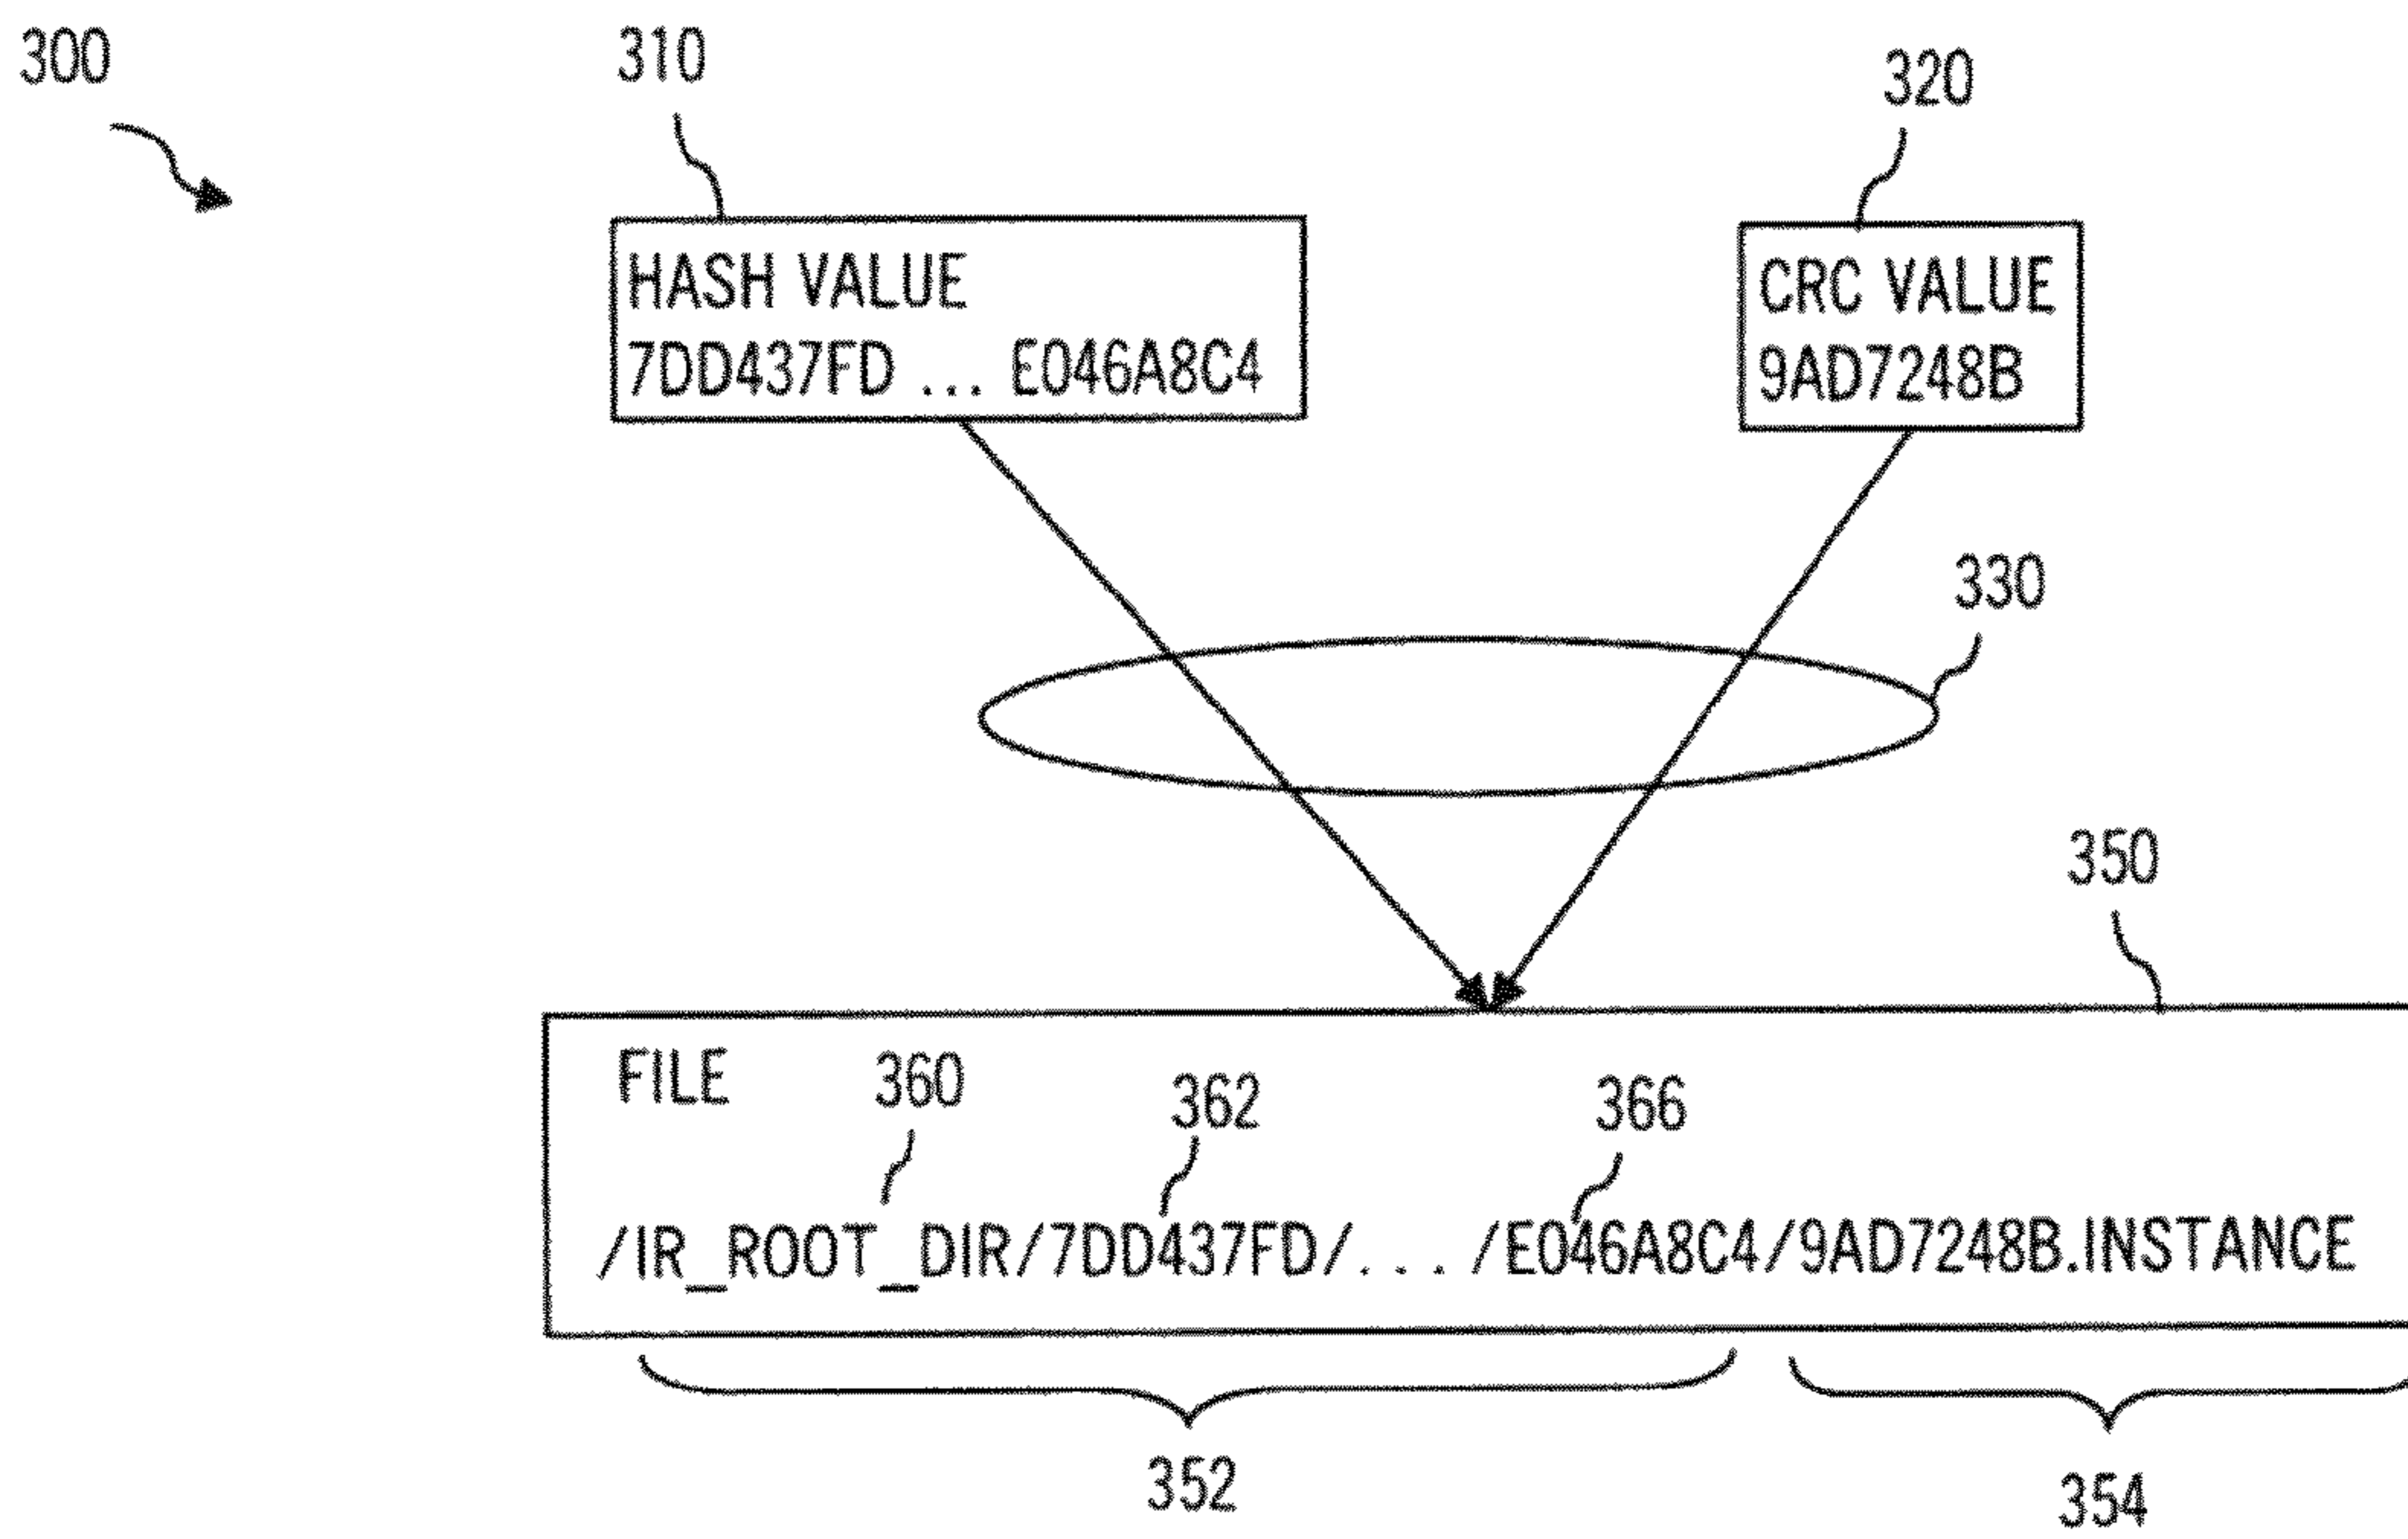 300
310
320
HASH VALUE
7DD437FD ... E046A8C4
CRC VALUE
9AD7248B
330
350
FILE
360
362
366
/IR_ROOT_DIR/7DD437FD/... /E046A8C4/9AD7248B.INSTANCE
352
354